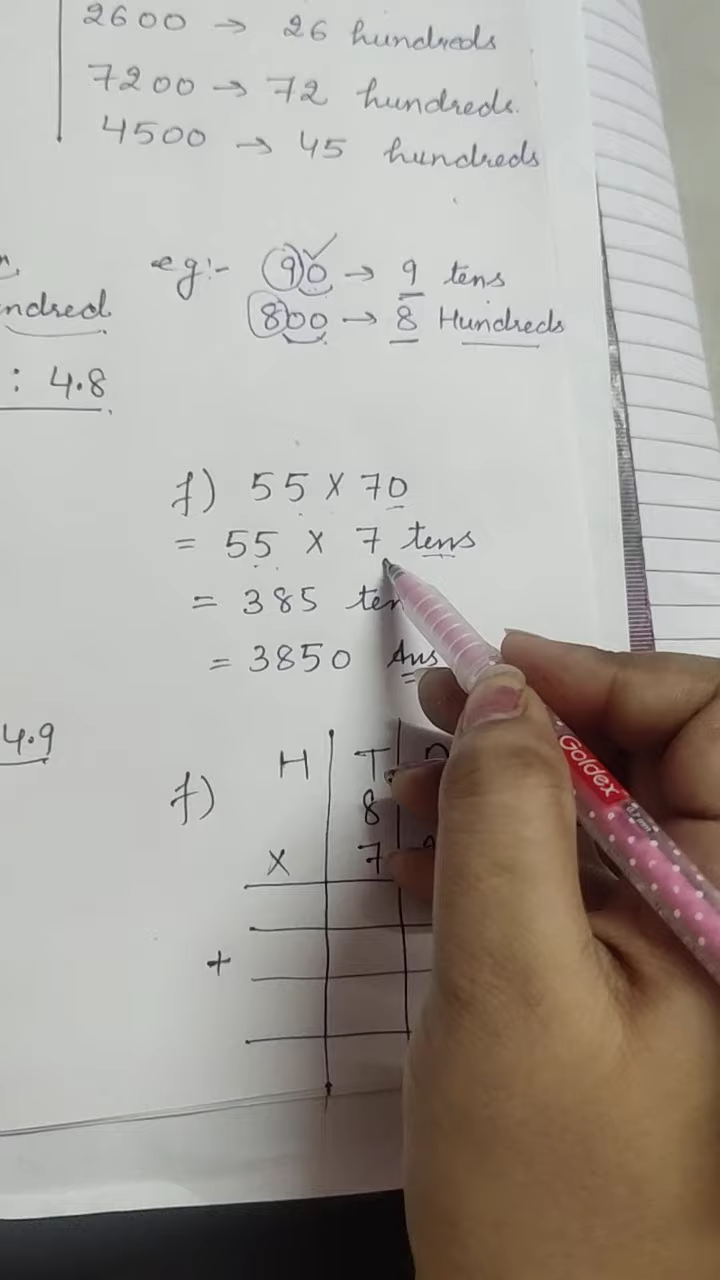 2600 → 26 hundreds
7200 → 72 hundreds.
4500 → 45 hundreds
eg:- 90 ✓ → 9 tens
800 → 8 Hundreds
: 4.8
f) 55 × 70
= 55 × 7 tens
= 385
= 3850 Ans
4.9
f) H T
8
× 7
+
Goldex